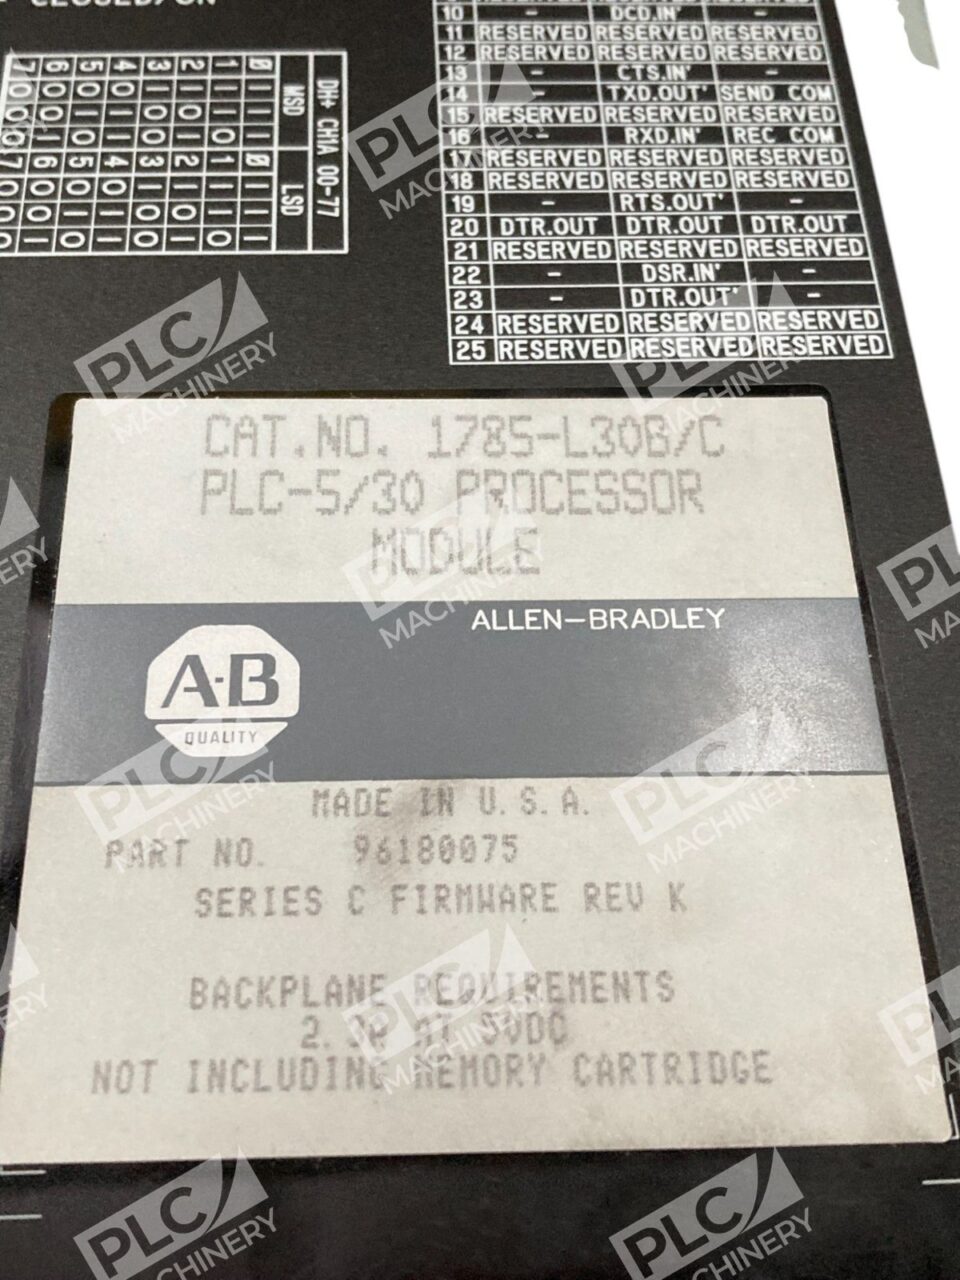 CLOSED/ON
10 - DCD.IN' -
11 RESERVED RESERVED RESERVED
12 RESERVED RESERVED RESERVED
13 - CTS.IN' -
14 - TXD.OUT' SEND COM
15 RESERVED RESERVED RESERVED
16 - RXD.IN' REC COM
17 RESERVED RESERVED RESERVED
18 RESERVED RESERVED RESERVED
19 - RTS.OUT' -
20 DTR.OUT DTR.OUT DTR.OUT
21 RESERVED RESERVED RESERVED
22 - DSR.IN' -
23 - DTR.OUT' -
24 RESERVED RESERVED RESERVED
25 RESERVED RESERVED RESERVED
DH+ CH1A 00-77
MSD LSD
CAT.NO. 1785-L30B/C
PLC-5/30 PROCESSOR
MODULE
ALLEN-BRADLEY
A-B
QUALITY
MADE IN U.S.A.
PART NO. 96180075
SERIES C FIRMWARE REV K
BACKPLANE REQUIREMENTS
AT 5VDC
NOT INCLUDING MEMORY CARTRIDGE
PLC MACHINERY